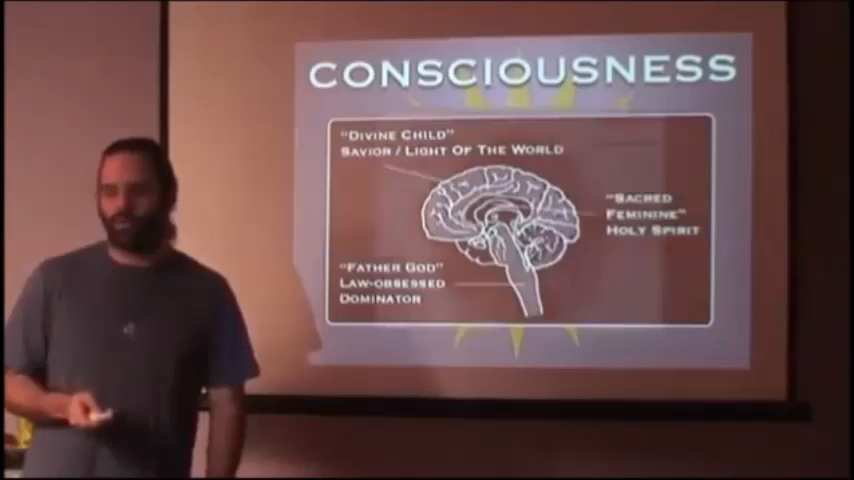 CONSCIOUSNESS
"DIVINE CHILD"
SAVIOR / LIGHT OF THE WORLD
"SACRED
FEMININE"
HOLY SPIRIT
"FATHER GOD"
LAW-OBSESSED
DOMINATOR